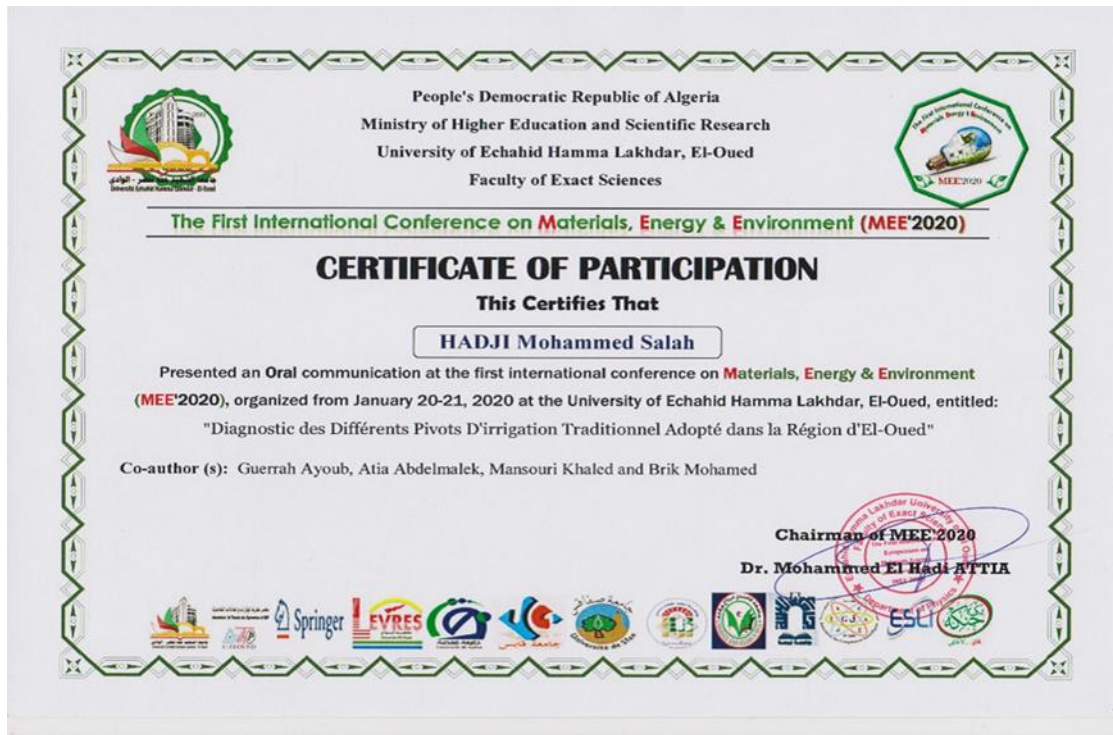 People's Democratic Republic of Algeria
Ministry of Higher Education and Scientific Research
University of Echahid Hamma Lakhdar, El-Oued
Faculty of Exact Sciences
MEE'2020
The First International Conference on Materials, Energy & Environment (MEE'2020)
CERTIFICATE OF PARTICIPATION
This Certifies That
HADJI Mohammed Salah
Presented an Oral communication at the first international conference on Materials, Energy & Environment
(MEE'2020), organized from January 20-21, 2020 at the University of Echahid Hamma Lakhdar, El-Oued, entitled:
"Diagnostic des Différents Pivots D'irrigation Traditionnel Adopté dans la Région d'El-Oued"
Co-author (s): Guerrah Ayoub, Atia Abdelmalek, Mansouri Khaled and Brik Mohamed
Chairman of MEE'2020
Dr. Mohammed El Hadi ATTIA
Springer
LEVRES
جامعة قابس
ESCLI